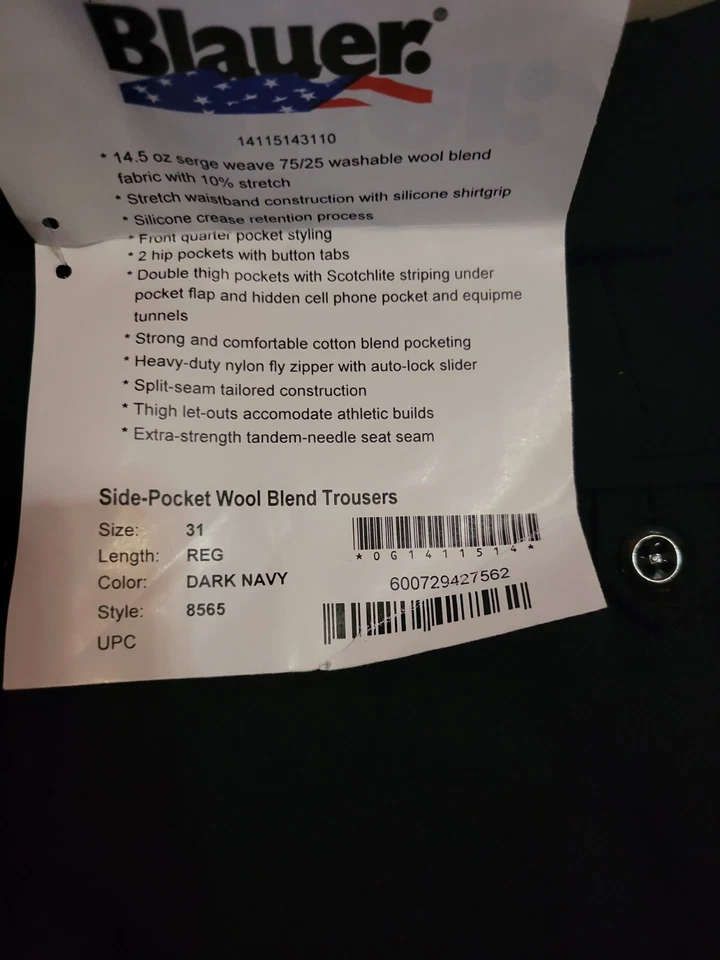 Blauer.®
14115143110
* 14.5 oz serge weave 75/25 washable wool blend
fabric with 10% stretch
* Stretch waistband construction with silicone shirtgrip
* Silicone crease retention process
* Front quarter pocket styling
* 2 hip pockets with button tabs
* Double thigh pockets with Scotchlite striping under
pocket flap and hidden cell phone pocket and equipme
tunnels
* Strong and comfortable cotton blend pocketing
* Heavy-duty nylon fly zipper with auto-lock slider
* Split-seam tailored construction
* Thigh let-outs accomodate athletic builds
* Extra-strength tandem-needle seat seam
Side-Pocket Wool Blend Trousers
Size: 31
Length: REG
*0G1411514*
Color: DARK NAVY
600729427562
Style: 8565
UPC